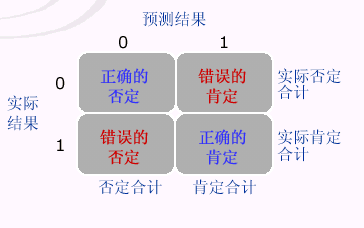 预测结果
0 1
实际
结果
0
正确的
否定
错误的
肯定
实际否定
合计
1
错误的
否定
正确的
肯定
实际肯定
合计
否定合计 肯定合计